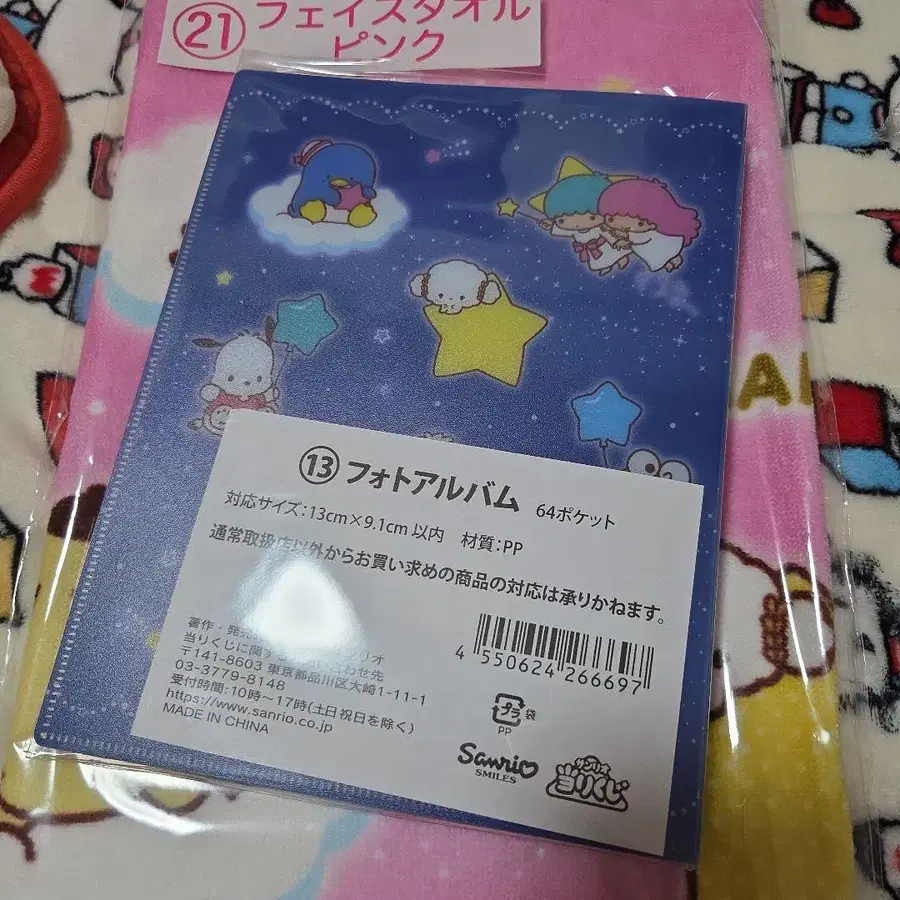 21 フェイスタオル
ピンク
13 フォトアルバム 64ポケット
対応サイズ:13cm×9.1cm 以内 材質:PP
通常取扱店以外からお買い求めの商品の対応は承りかねます。
著作・発売
当りくじに関する
〒141-8603 東京都品川区大崎1-11-1
03-3779-8148
受付時間:10時〜17時(土日祝日を除く)
https://www.sanrio.co.jp
MADE IN CHINA
4 550624 266697
プラ 袋
PP
Sanrio
SMILES
サンリオ
当りくじ